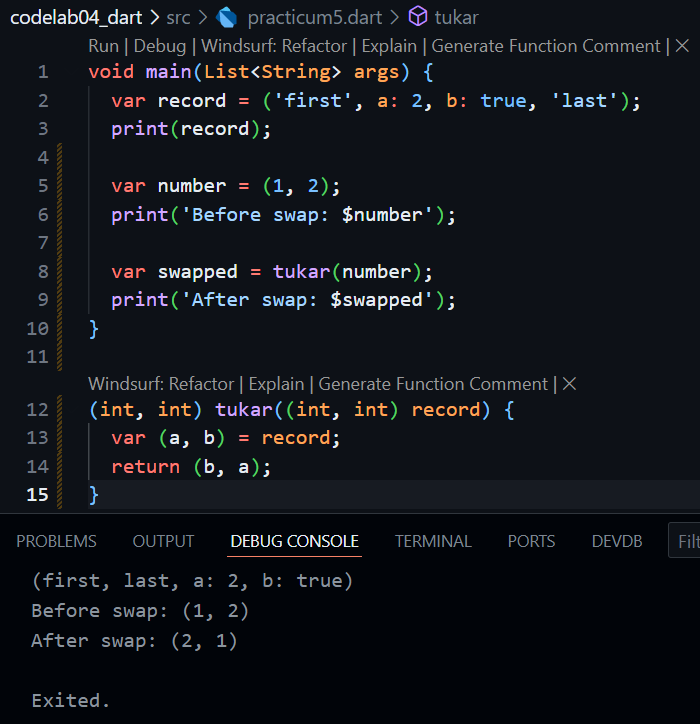 codelab04_dart > src > practicum5.dart > tukar
Run | Debug | Windsurf: Refactor | Explain | Generate Function Comment | ×
1 void main(List<String> args) {
2   var record = ('first', a: 2, b: true, 'last');
3   print(record);
4
5   var number = (1, 2);
6   print('Before swap: $number');
7
8   var swapped = tukar(number);
9   print('After swap: $swapped');
10 }
11
Windsurf: Refactor | Explain | Generate Function Comment | ×
12 (int, int) tukar((int, int) record) {
13   var (a, b) = record;
14   return (b, a);
15 }
PROBLEMS OUTPUT DEBUG CONSOLE TERMINAL PORTS DEVDB Filt
(first, last, a: 2, b: true)
Before swap: (1, 2)
After swap: (2, 1)
Exited.